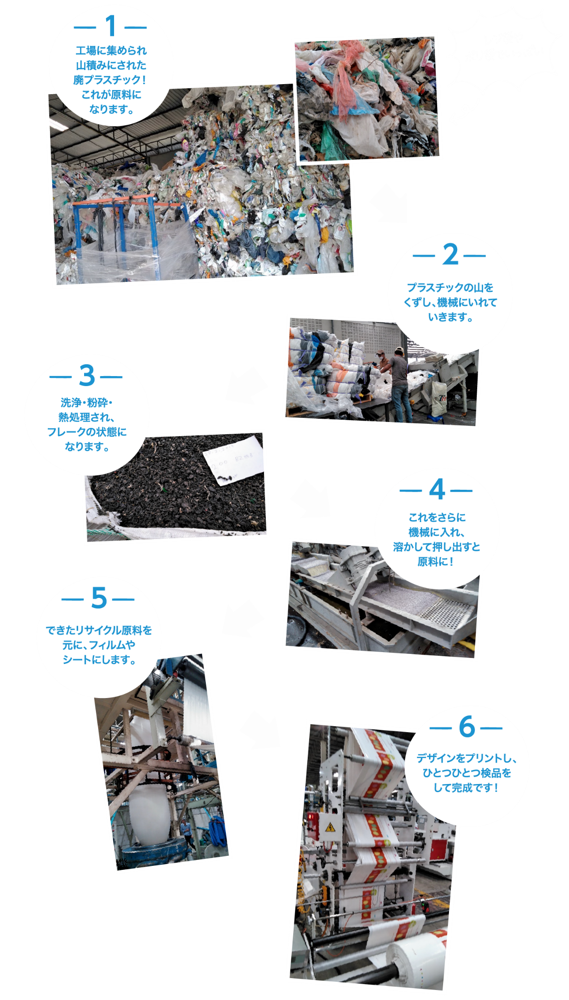 1
工場に集められ
山積みにされた
廃プラスチック！
これが原料に
なります。
2
プラスチックの山を
くずし、機械にいれて
いきます。
3
洗浄・粉砕・
熱処理され、
フレークの状態に
なります。
4
これをさらに
機械に入れ、
溶かして押し出すと
原料に！
5
できたリサイクル原料を
元に、フィルムや
シートにします。
6
デザインをプリントし、
ひとつひとつ検品を
して完成です！